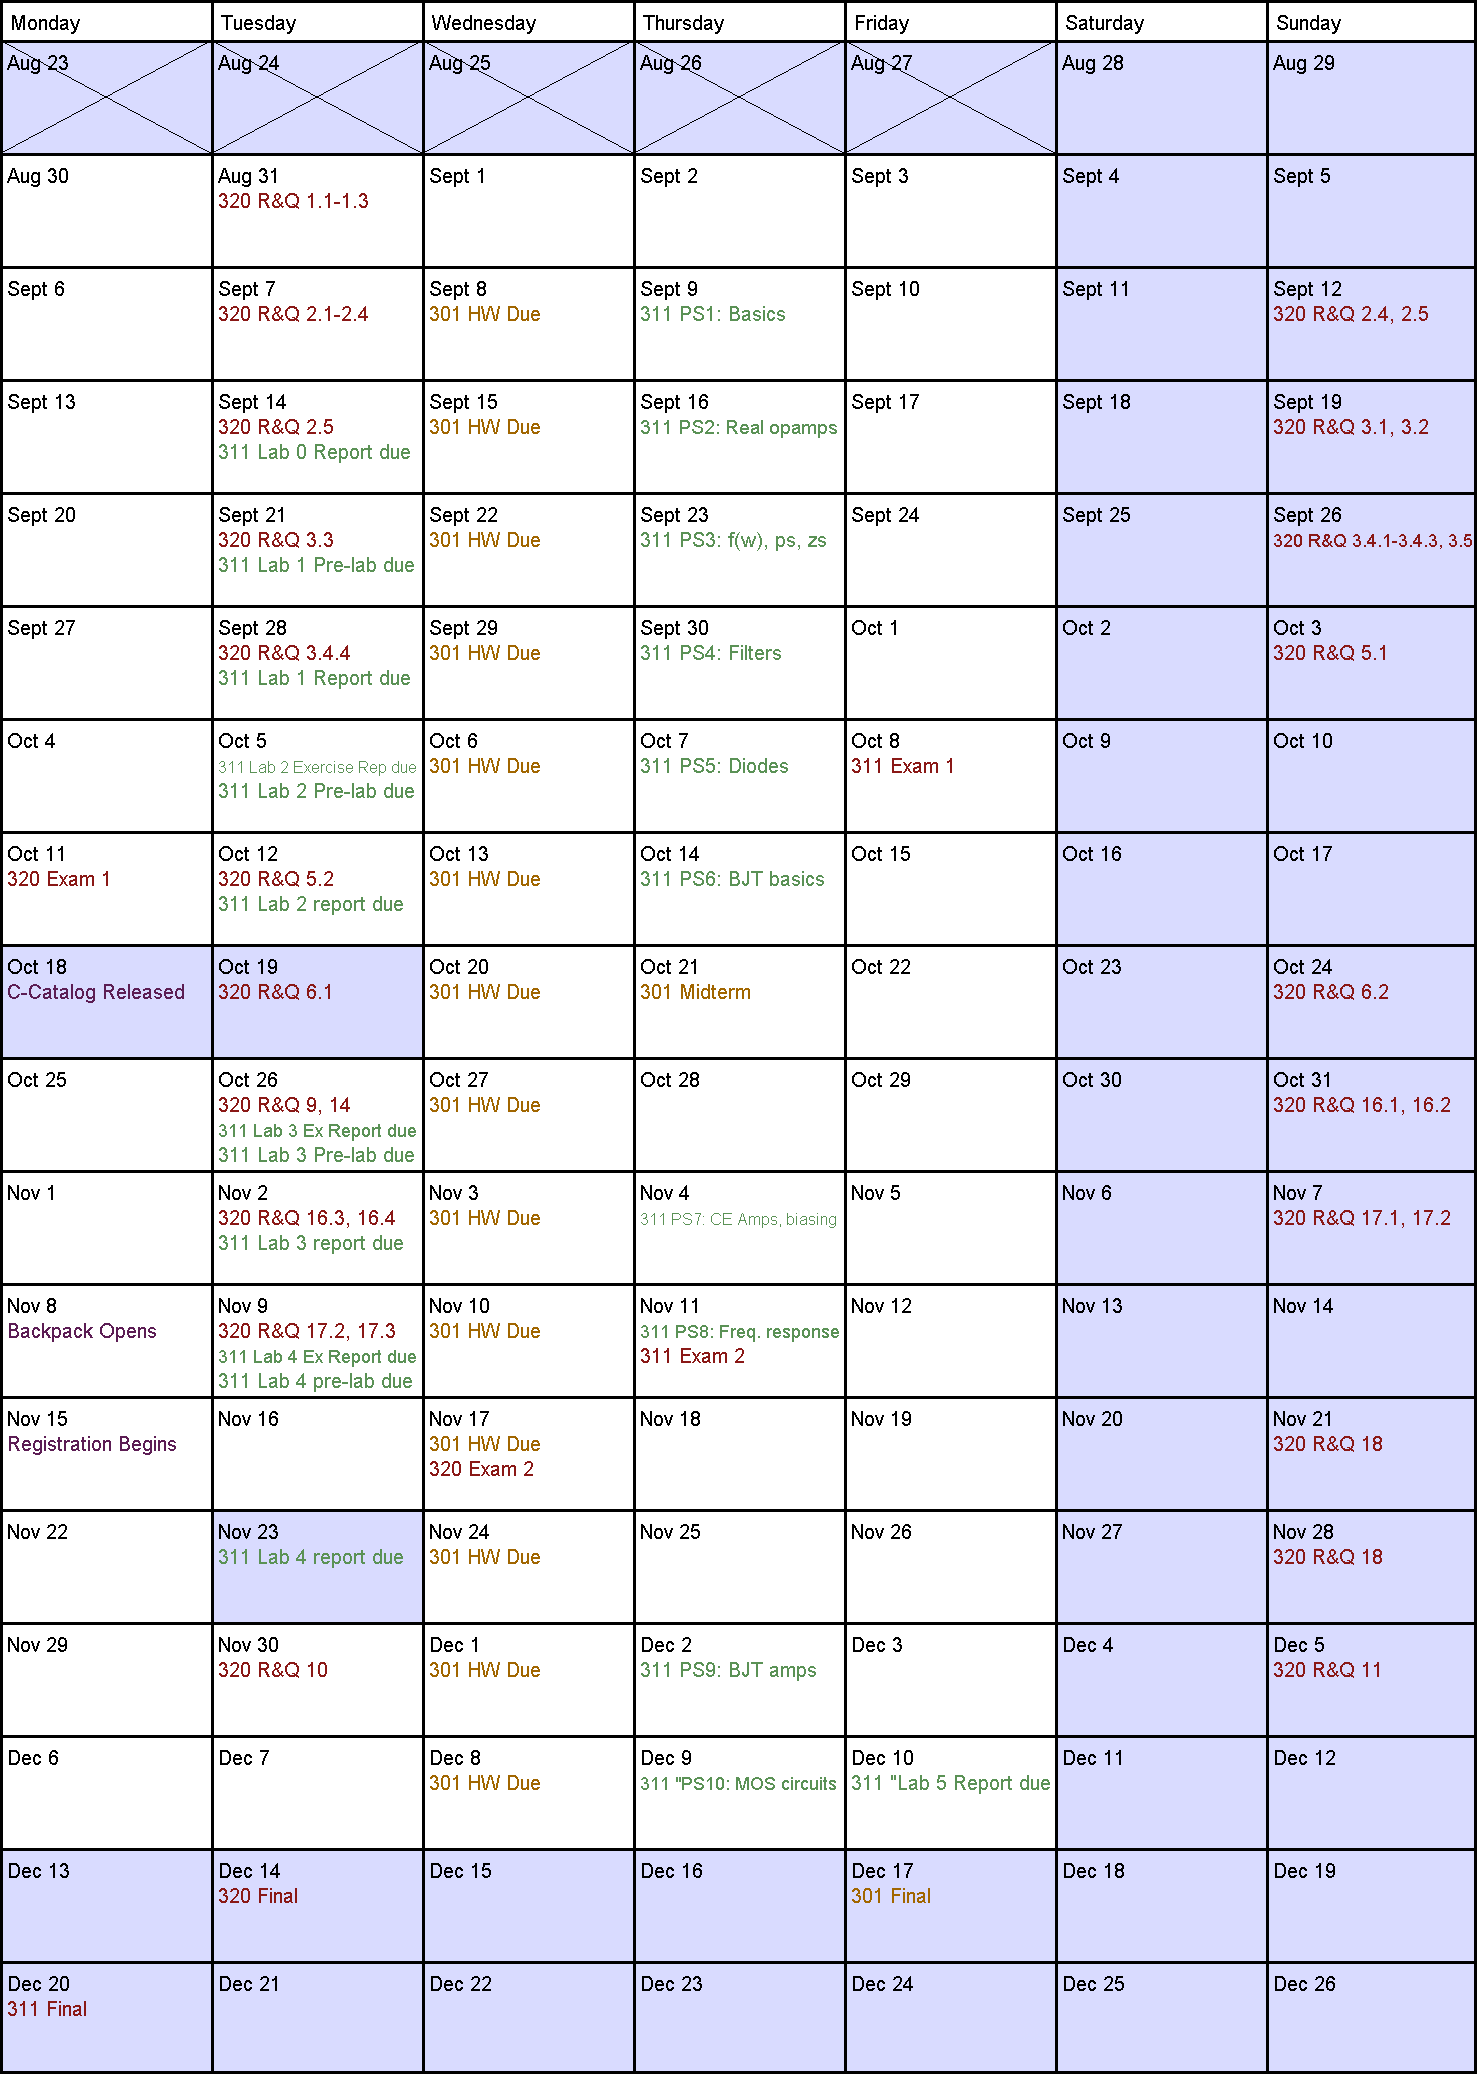 Monday
Tuesday
Wednesday
Thursday
Friday
Saturday
Sunday
Aug 23
Aug 24
Aug 25
Aug 26
Aug 27
Aug 28
Aug 29
Aug 30
Aug 31
320 R&Q 1.1-1.3
Sept 1
Sept 2
Sept 3
Sept 4
Sept 5
Sept 6
Sept 7
320 R&Q 2.1-2.4
Sept 8
301 HW Due
Sept 9
311 PS1: Basics
Sept 10
Sept 11
Sept 12
320 R&Q 2.4, 2.5
Sept 13
Sept 14
320 R&Q 2.5
311 Lab 0 Report due
Sept 15
301 HW Due
Sept 16
311 PS2: Real opamps
Sept 17
Sept 18
Sept 19
320 R&Q 3.1, 3.2
Sept 20
Sept 21
320 R&Q 3.3
311 Lab 1 Pre-lab due
Sept 22
301 HW Due
Sept 23
311 PS3: f(w), ps, zs
Sept 24
Sept 25
Sept 26
320 R&Q 3.4.1-3.4.3, 3.5
Sept 27
Sept 28
320 R&Q 3.4.4
311 Lab 1 Report due
Sept 29
301 HW Due
Sept 30
311 PS4: Filters
Oct 1
Oct 2
Oct 3
320 R&Q 5.1
Oct 4
Oct 5
311 Lab 2 Exercise Rep due
311 Lab 2 Pre-lab due
Oct 6
301 HW Due
Oct 7
311 PS5: Diodes
Oct 8
311 Exam 1
Oct 9
Oct 10
Oct 11
320 Exam 1
Oct 12
320 R&Q 5.2
311 Lab 2 report due
Oct 13
301 HW Due
Oct 14
311 PS6: BJT basics
Oct 15
Oct 16
Oct 17
Oct 18
C-Catalog Released
Oct 19
320 R&Q 6.1
Oct 20
301 HW Due
Oct 21
301 Midterm
Oct 22
Oct 23
Oct 24
320 R&Q 6.2
Oct 25
Oct 26
320 R&Q 9, 14
311 Lab 3 Ex Report due
311 Lab 3 Pre-lab due
Oct 27
301 HW Due
Oct 28
Oct 29
Oct 30
Oct 31
320 R&Q 16.1, 16.2
Nov 1
Nov 2
320 R&Q 16.3, 16.4
311 Lab 3 report due
Nov 3
301 HW Due
Nov 4
311 PS7: CE Amps, biasing
Nov 5
Nov 6
Nov 7
320 R&Q 17.1, 17.2
Nov 8
Backpack Opens
Nov 9
320 R&Q 17.2, 17.3
311 Lab 4 Ex Report due
311 Lab 4 pre-lab due
Nov 10
301 HW Due
Nov 11
311 PS8: Freq. response
311 Exam 2
Nov 12
Nov 13
Nov 14
Nov 15
Registration Begins
Nov 16
Nov 17
301 HW Due
320 Exam 2
Nov 18
Nov 19
Nov 20
Nov 21
320 R&Q 18
Nov 22
Nov 23
311 Lab 4 report due
Nov 24
301 HW Due
Nov 25
Nov 26
Nov 27
Nov 28
320 R&Q 18
Nov 29
Nov 30
320 R&Q 10
Dec 1
301 HW Due
Dec 2
311 PS9: BJT amps
Dec 3
Dec 4
Dec 5
320 R&Q 11
Dec 6
Dec 7
Dec 8
301 HW Due
Dec 9
311 "PS10: MOS circuits
Dec 10
311 "Lab 5 Report due
Dec 11
Dec 12
Dec 13
Dec 14
320 Final
Dec 15
Dec 16
Dec 17
301 Final
Dec 18
Dec 19
Dec 20
311 Final
Dec 21
Dec 22
Dec 23
Dec 24
Dec 25
Dec 26